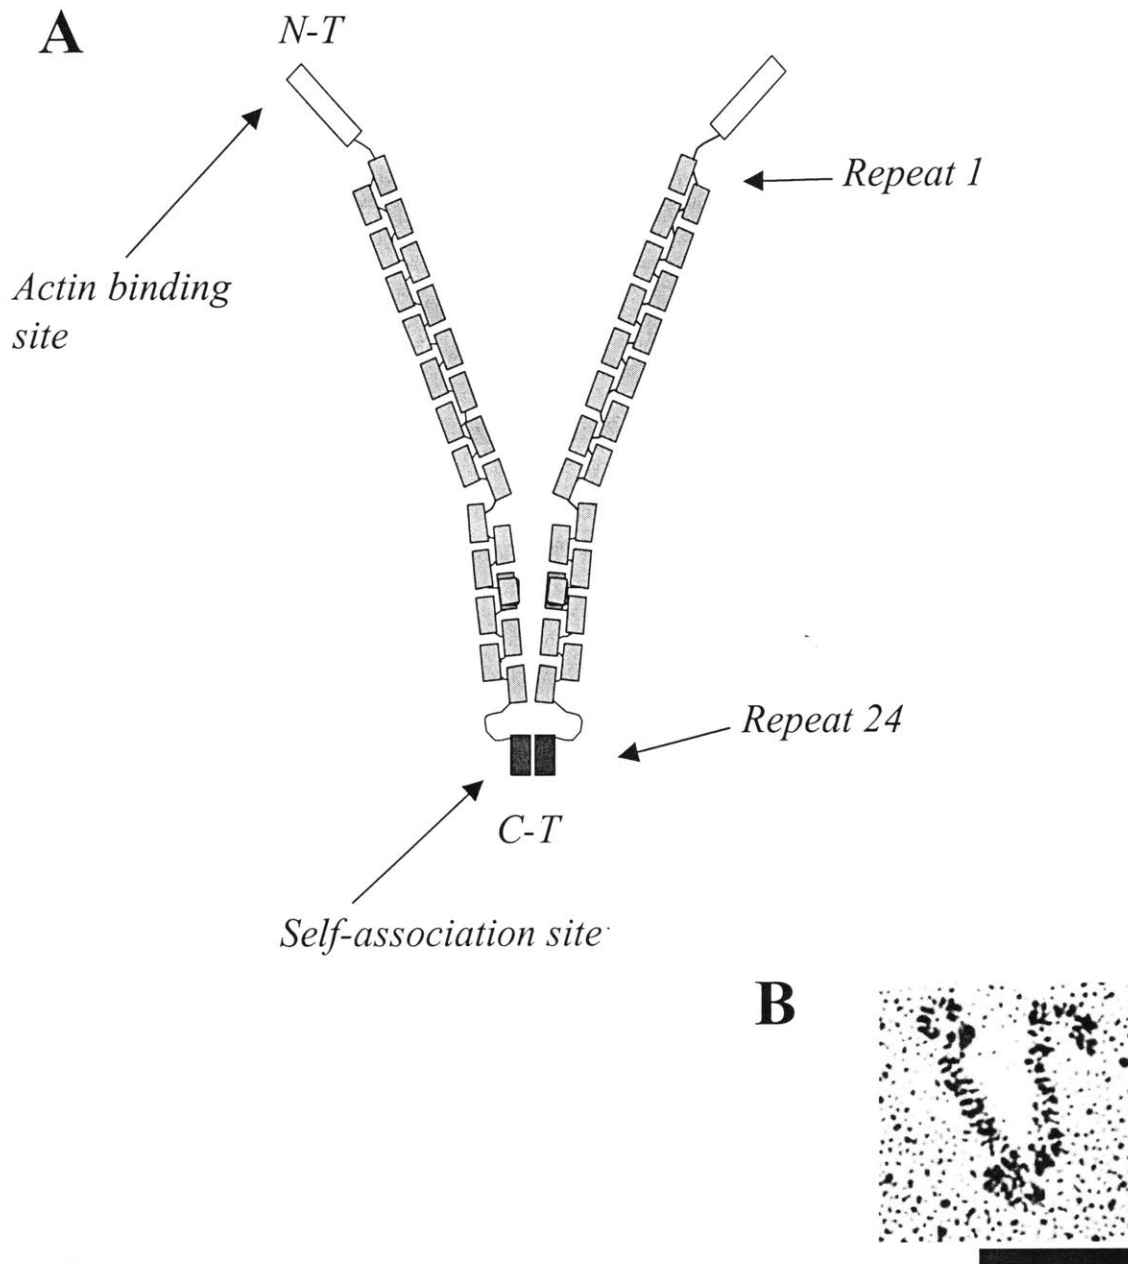 A
N-T
Repeat 1
Actin binding
site
Repeat 24
C-T
Self-association site
B